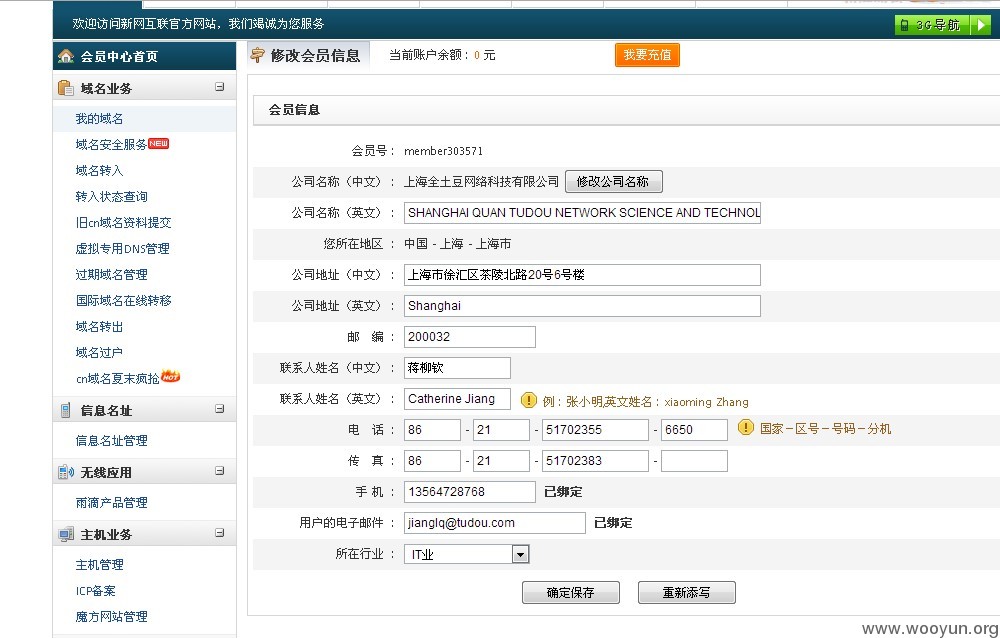 欢迎访问新网互联官方网站，我们竭诚为您服务
3G导航
会员中心首页
域名业务
我的域名
域名安全服务 NEW
域名转入
转入状态查询
旧cn域名资料提交
虚拟专用DNS管理
过期域名管理
国际域名在线转移
域名转出
域名过户
cn域名夏末疯抢 HOT
信息名址
信息名址管理
无线应用
雨滴产品管理
主机业务
主机管理
ICP备案
魔方网站管理
修改会员信息 当前账户余额：0 元 我要充值
会员信息
会员号： member303571
公司名称（中文）： 上海全土豆网络科技有限公司 修改公司名称
公司名称（英文）： SHANGHAI QUAN TUDOU NETWORK SCIENCE AND TECHNOL
您所在地区： 中国 - 上海 - 上海市
公司地址（中文）： 上海市徐汇区茶陵北路20号6号楼
公司地址（英文）： Shanghai
邮 编： 200032
联系人姓名（中文）： 蒋柳钦
联系人姓名（英文）： Catherine Jiang 例：张小明,英文姓名：xiaoming Zhang
电 话： 86 - 21 - 51702355 - 6650 国家－区号－号码－分机
传 真： 86 - 21 - 51702383 -
手 机： 13564728768 已绑定
用户的电子邮件： jianglq@tudou.com 已绑定
所在行业： IT业
确定保存 重新添写
www.wooyun.org